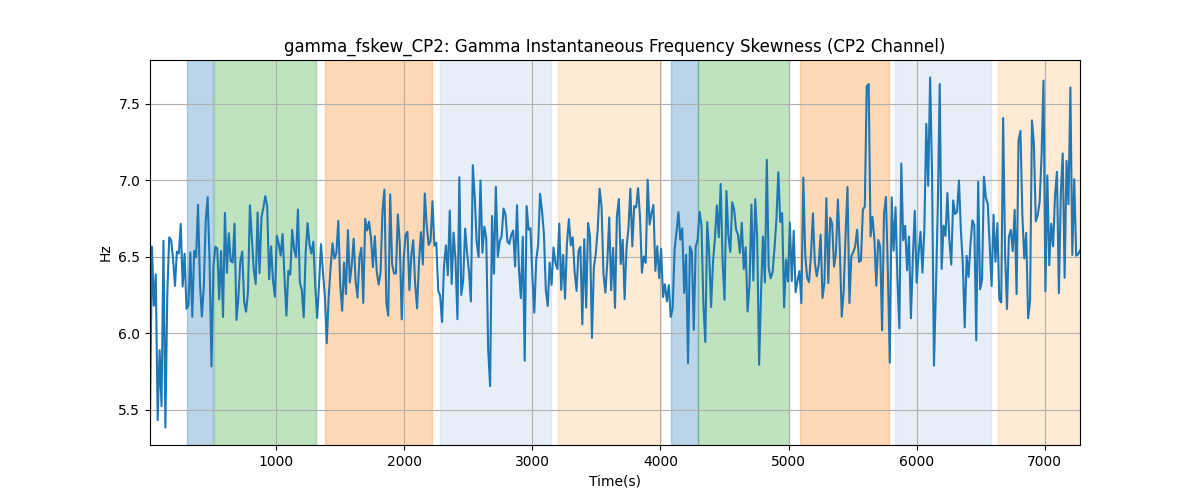 gamma_fskew_CP2: Gamma Instantaneous Frequency Skewness (CP2 Channel)
7.5
7.0
6.5
6.0
5.5
Hz
1000 2000 3000 4000 5000 6000 7000
Time(s)